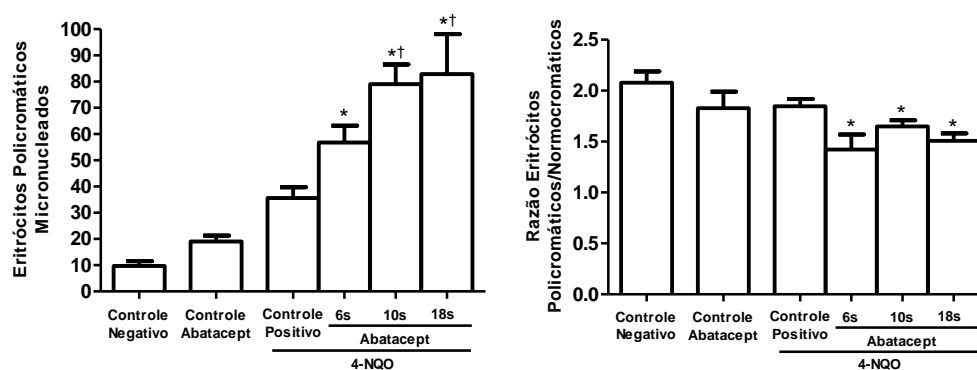 Eritrócitos Policromáticos
Micronucleados
100
90
80
70
60
50
40
30
20
10
0
*
*†
*†
Controle
Negativo
Controle
Abatacept
Controle
Positivo
6s
10s
18s
Abatacept
4-NQO
Razão Eritrócitos
Policromáticos/Normocromáticos
2.5
2.0
1.5
1.0
0.5
0.0
*
*
*
Controle
Negativo
Controle
Abatacept
Controle
Positivo
6s
10s
18s
Abatacept
4-NQO